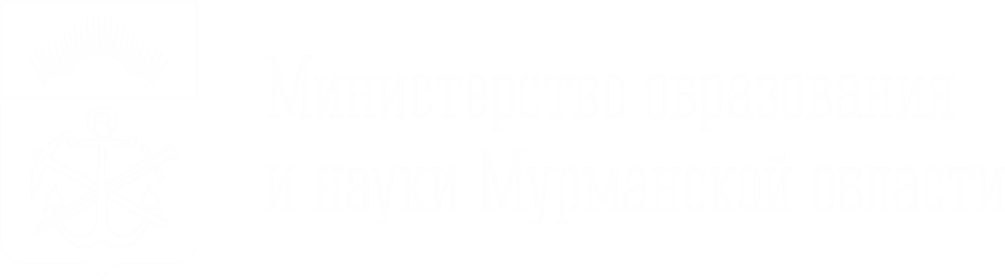 Министерство образования
и науки Мурманской области